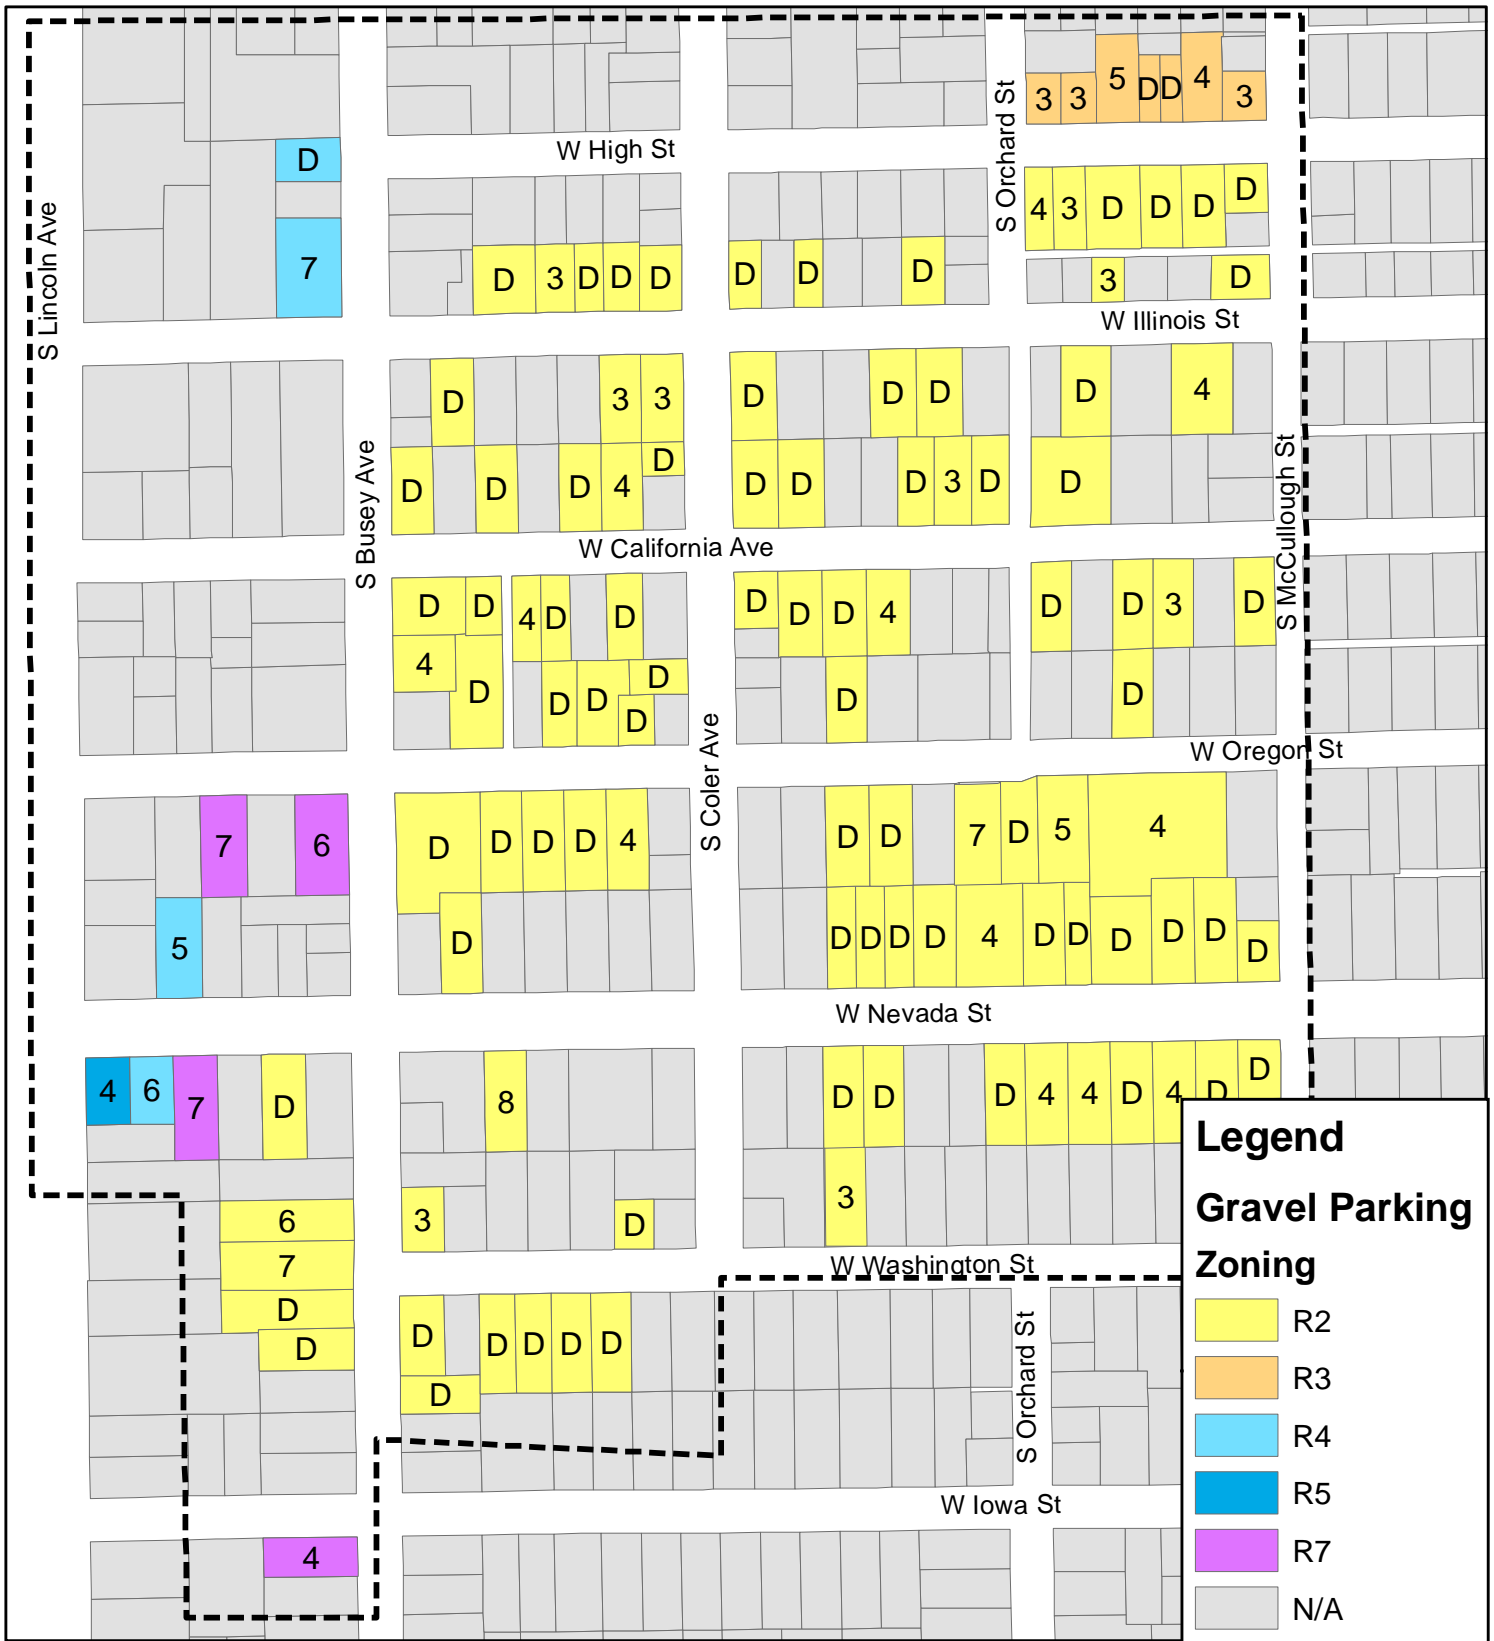 5 4
3 3 D D 3
W High St
S Orchard St
D
D
4 3 D D D
S Lincoln Ave
7
D 3 D D D
D D D
3 D
W Illinois St
D 3 3
D D D
D 4
D
D D D 4
D D D 3 D
D
S Busey Ave
S McCullough St
W California Ave
D D
4 D D
D D D 4
D D 3 D
4
D
D D D
D
D
D
S Coler Ave
W Oregon St
7 6
D D D D 4
D D 7 D 5 4
5
D
D D D D 4 D D D D D D
W Nevada St
4 6 7 D
8
D D D 4 4 D 4 D D
3 D
3
6
7
D
D
W Washington St
D D D D D
D
S Orchard St
W Iowa St
4
Legend
Gravel Parking
Zoning
R2
R3
R4
R5
R7
N/A